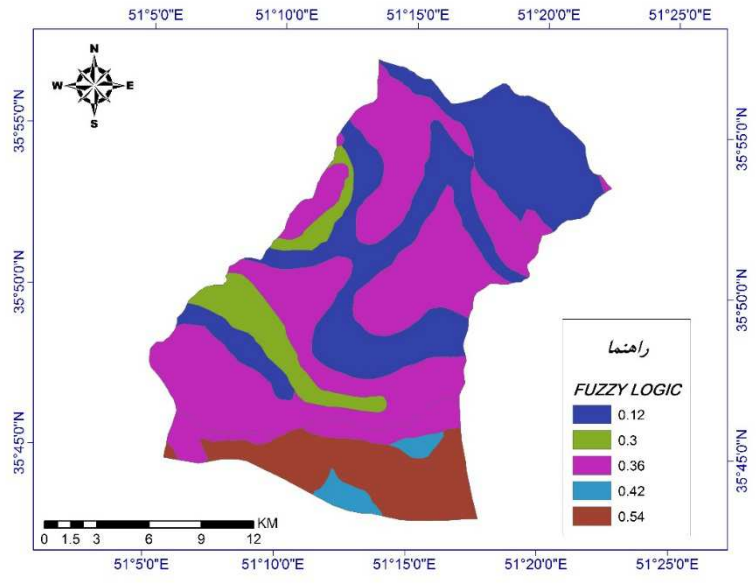 51°5'0"E 51°10'0"E 51°15'0"E 51°20'0"E 51°25'0"E
N
W E
S
35°55'0"N 35°55'0"N
35°50'0"N 35°50'0"N
راهنما
FUZZY LOGIC
0.12
0.3
0.36
0.42
0.54
35°45'0"N 35°45'0"N
KM
0 1.5 3 6 9 12
51°5'0"E 51°10'0"E 51°15'0"E 51°20'0"E 51°25'0"E